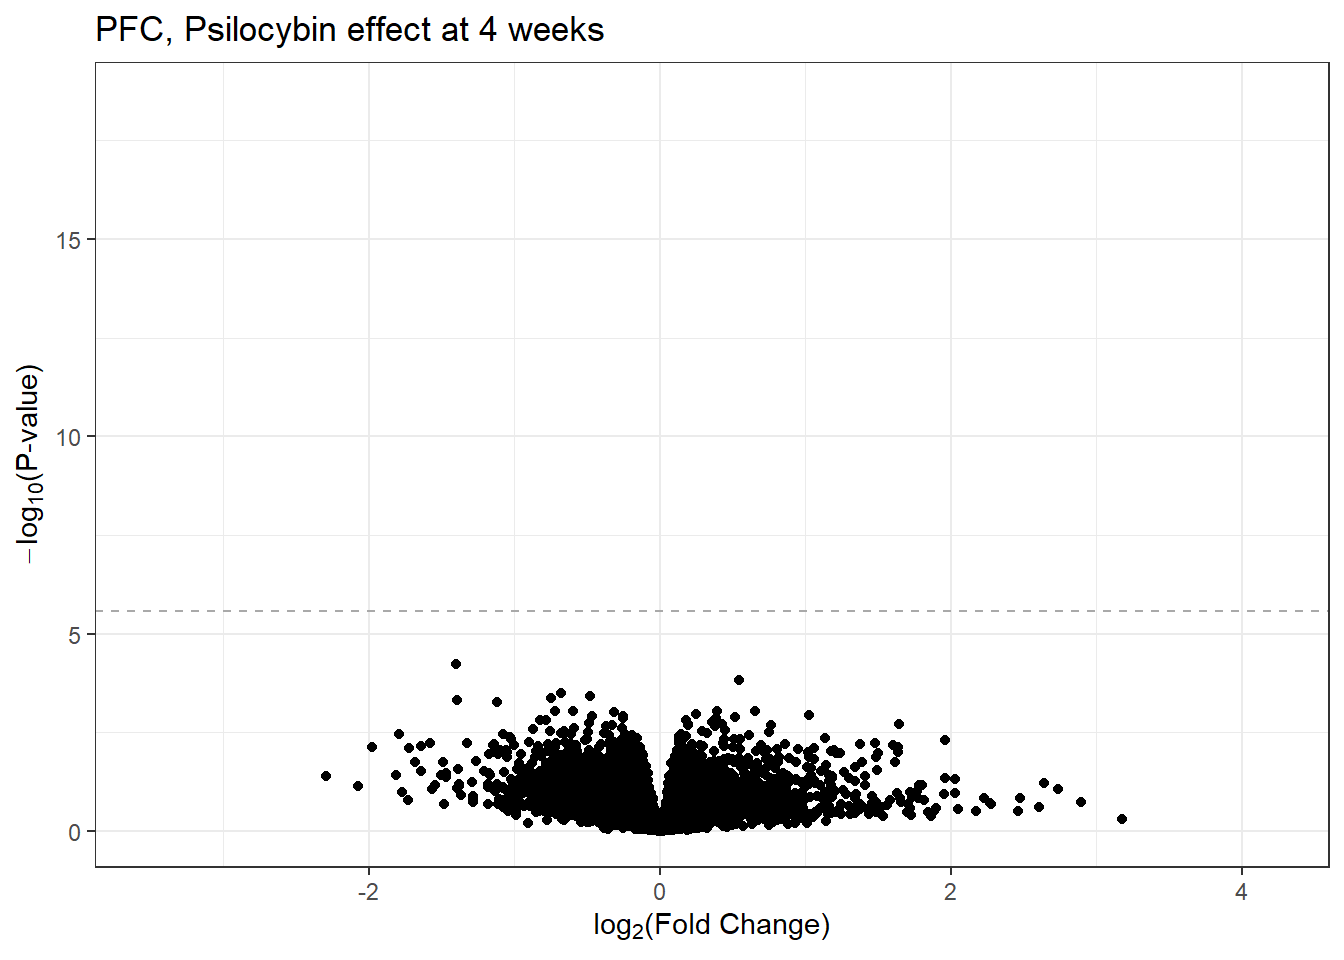 PFC, Psilocybin effect at 4 weeks
−log₁₀(P-value)
15
10
5
0
-2
0
2
4
log₂(Fold Change)